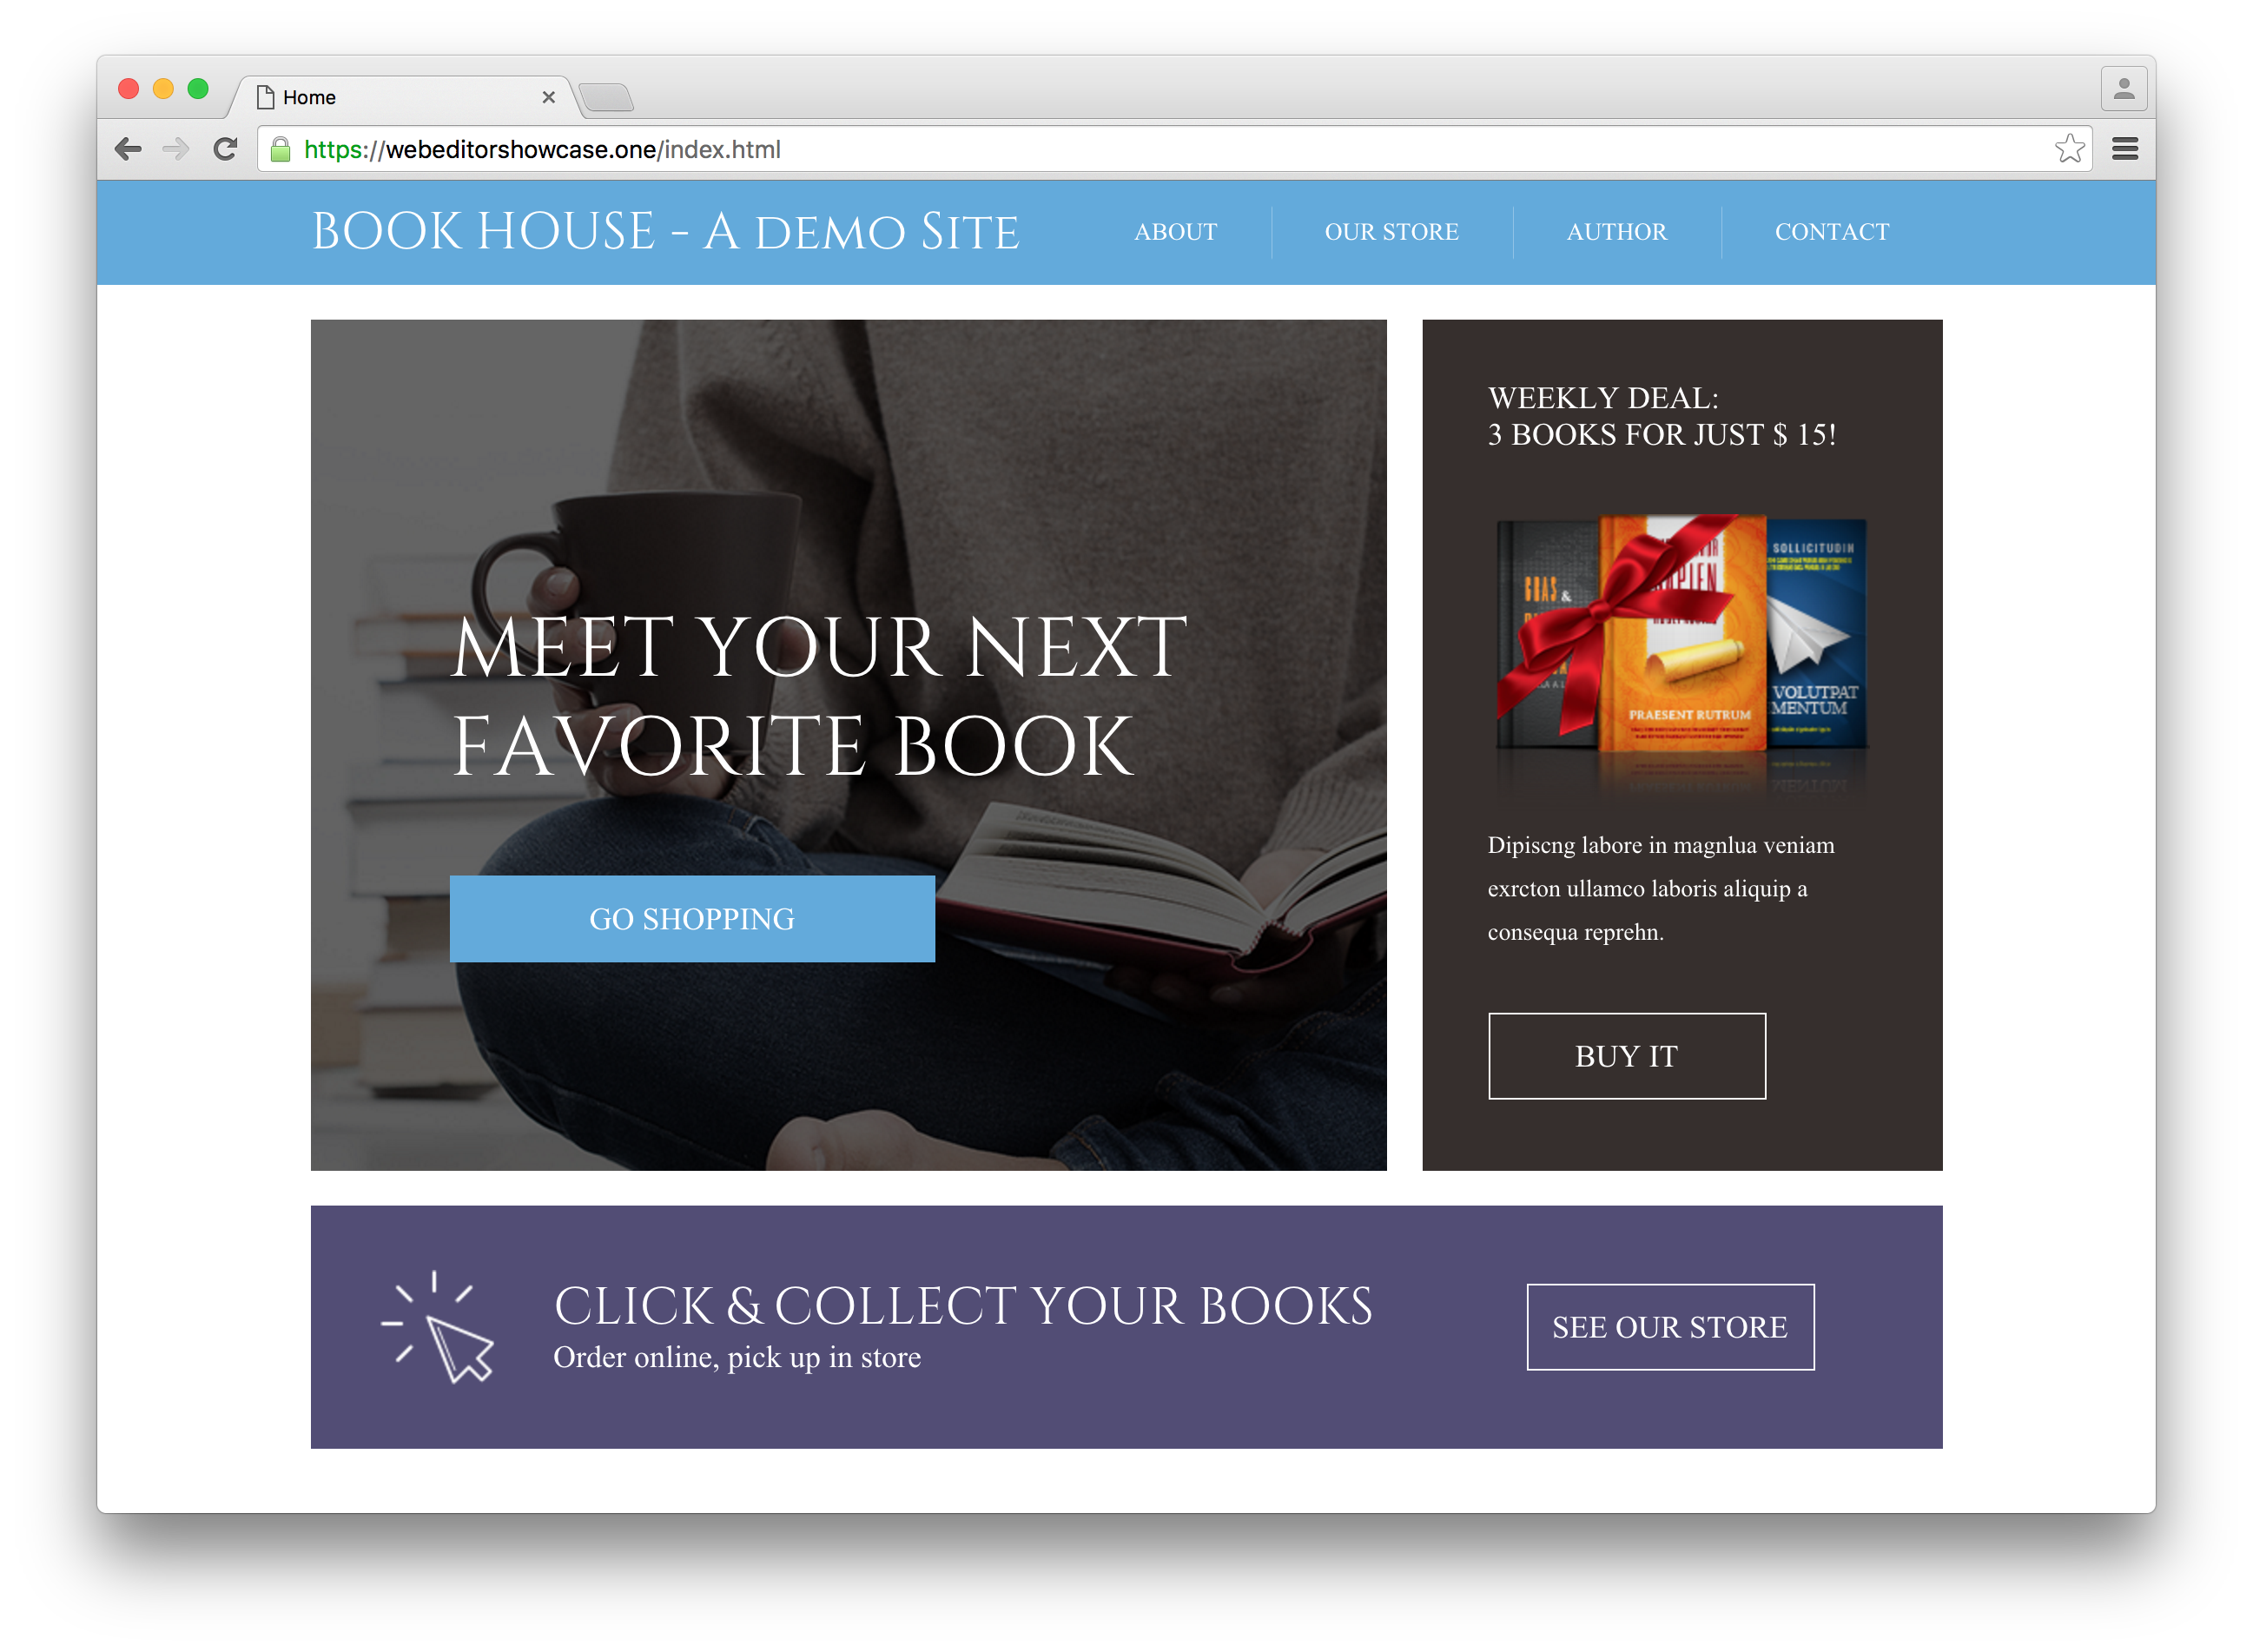 Home
https://webeditorshowcase.one/index.html
BOOK HOUSE - A DEMO SITE
ABOUT
OUR STORE
AUTHOR
CONTACT
MEET YOUR NEXT
FAVORITE BOOK
GO SHOPPING
WEEKLY DEAL:
3 BOOKS FOR JUST $ 15!
SOLLICITUDIN
&
PRAESENT RUTRUM
VOLUTPAT
Dipiscng labore in magnlua veniam
exrcton ullamco laboris aliquip a
consequa reprehn.
BUY IT
CLICK & COLLECT YOUR BOOKS
Order online, pick up in store
SEE OUR STORE